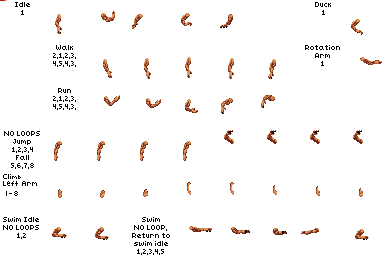 Idle
1
Duck
1
Walk
2,1,2,3,
4,5,4,3,
Rotation
Arm
1
Run
2,1,2,3,
4,5,4,3,
NO LOOPS
Jump
1,2,3,4
Fall
5,6,7,8
Climb
Left Arm
1-8
Swim Idle
NO LOOPS
1,2
Swim
NO LOOP,
Return to
swim idle
1,2,3,4,5